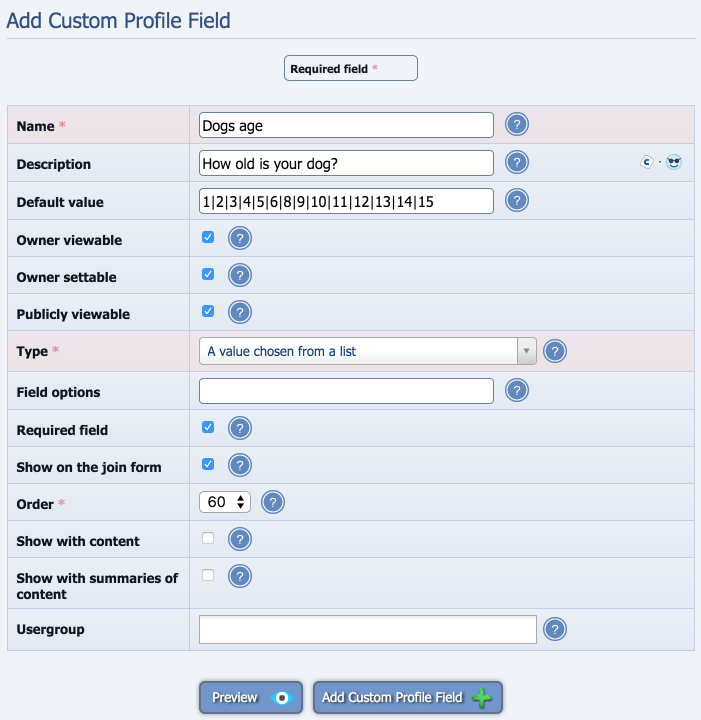 Add Custom Profile Field
Required field *
Name * Dogs age ?
Description How old is your dog? ? C ·
Default value 1|2|3|4|5|6|8|9|10|11|12|13|14|15 ?
Owner viewable ?
Owner settable ?
Publicly viewable ?
Type * A value chosen from a list ?
Field options ?
Required field ?
Show on the join form ?
Order * 60 ?
Show with content ?
Show with summaries of ?
content
Usergroup ?
Preview Add Custom Profile Field